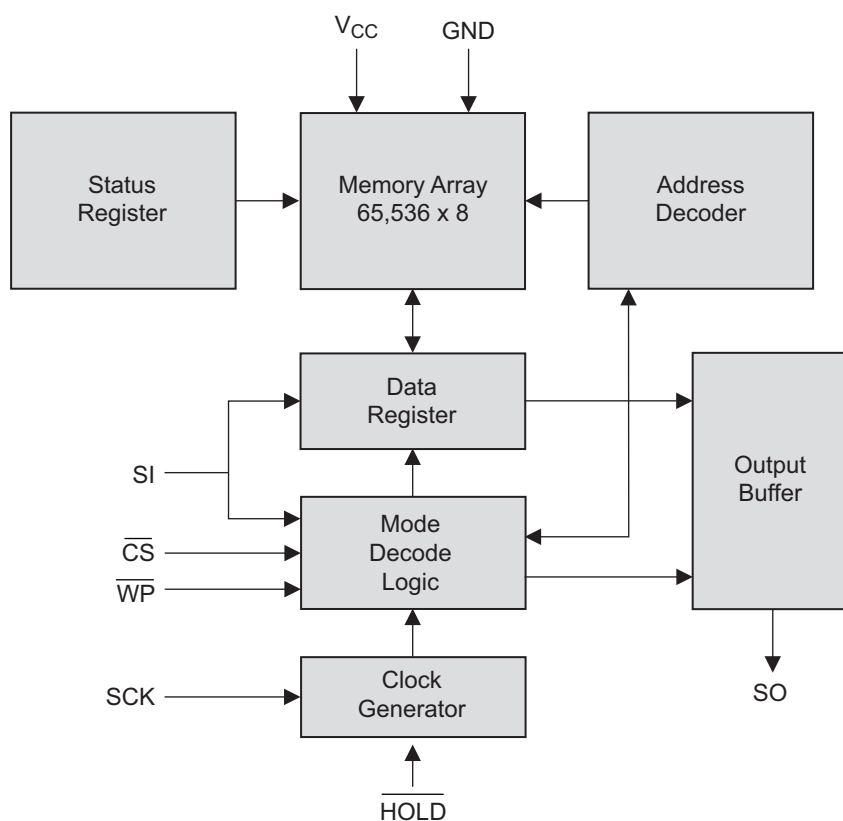 VCC
GND
Status
Register
Memory Array
65,536 x 8
Address
Decoder
Data
Register
SI
Output
Buffer
Mode
Decode
Logic
CS
WP
SCK
Clock
Generator
SO
HOLD